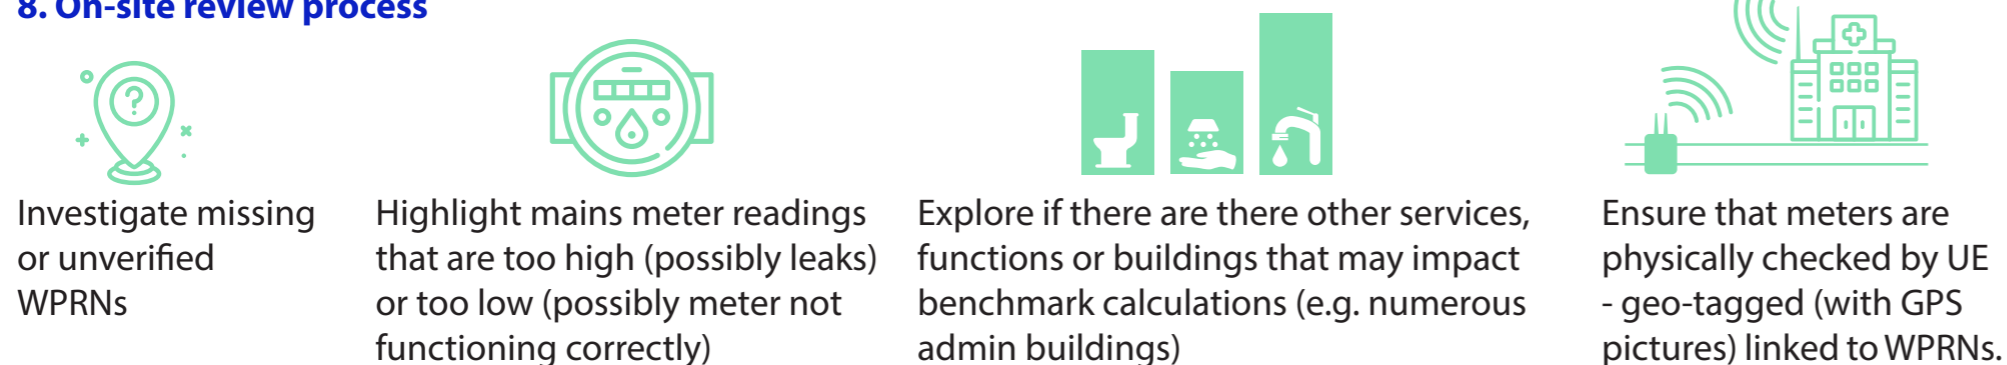 8. On-site review process
Investigate missing
or unverified
WPRNs
Highlight mains meter readings
that are too high (possibly leaks)
or too low (possibly meter not
functioning correctly)
Explore if there are there other services,
functions or buildings that may impact
benchmark calculations (e.g. numerous
admin buildings)
Ensure that meters are
physically checked by UE
- geo-tagged (with GPS
pictures) linked to WPRNs.